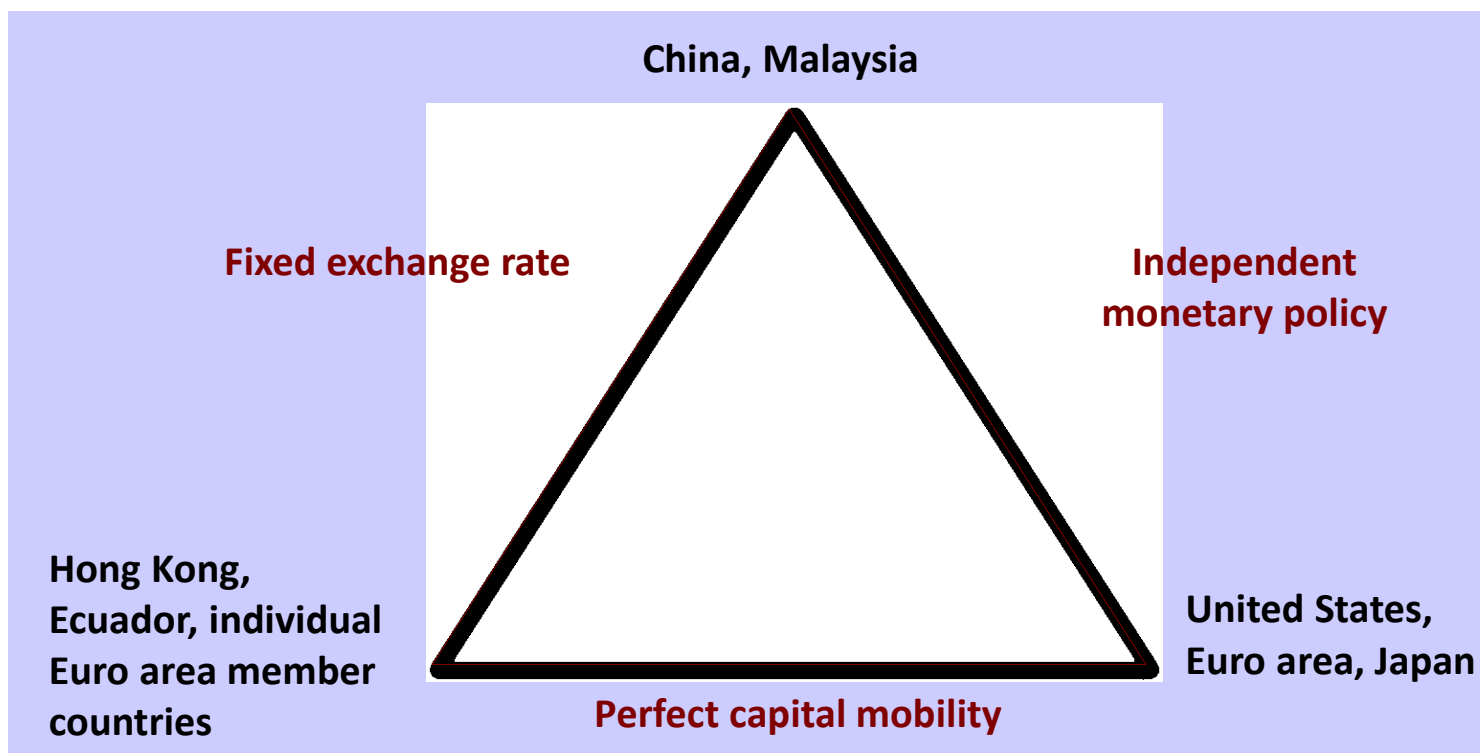 China, Malaysia
Fixed exchange rate
Independent
monetary policy
Hong Kong,
Ecuador, individual
Euro area member
countries
United States,
Euro area, Japan
Perfect capital mobility